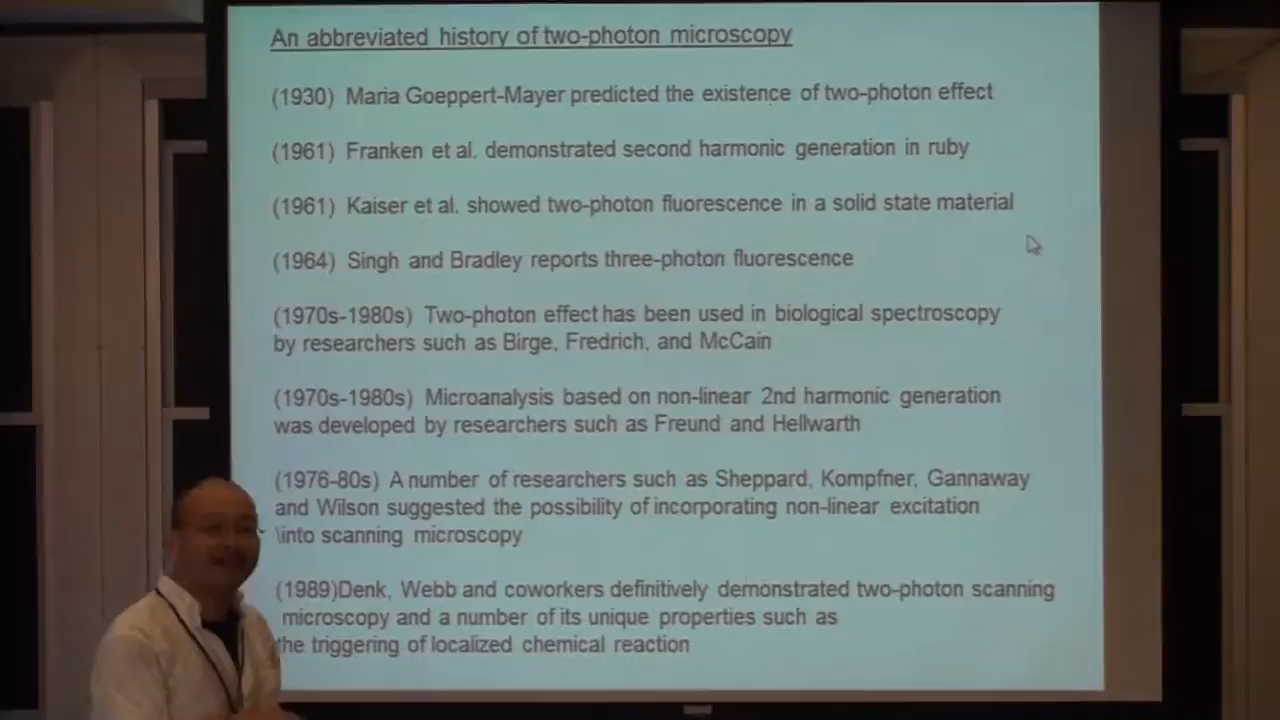 An abbreviated history of two-photon microscopy
(1930) Maria Goeppert-Mayer predicted the existence of two-photon effect
(1961) Franken et al. demonstrated second harmonic generation in ruby
(1961) Kaiser et al. showed two-photon fluorescence in a solid state material
(1964) Singh and Bradley reports three-photon fluorescence
(1970s-1980s) Two-photon effect has been used in biological spectroscopy
by researchers such as Birge, Fredrich, and McCain
(1970s-1980s) Microanalysis based on non-linear 2nd harmonic generation
was developed by researchers such as Freund and Hellwarth
(1976-80s) A number of researchers such as Sheppard, Kompfner, Gannaway
and Wilson suggested the possibility of incorporating non-linear excitation
\into scanning microscopy
(1989)Denk, Webb and coworkers definitively demonstrated two-photon scanning
microscopy and a number of its unique properties such as
the triggering of localized chemical reaction